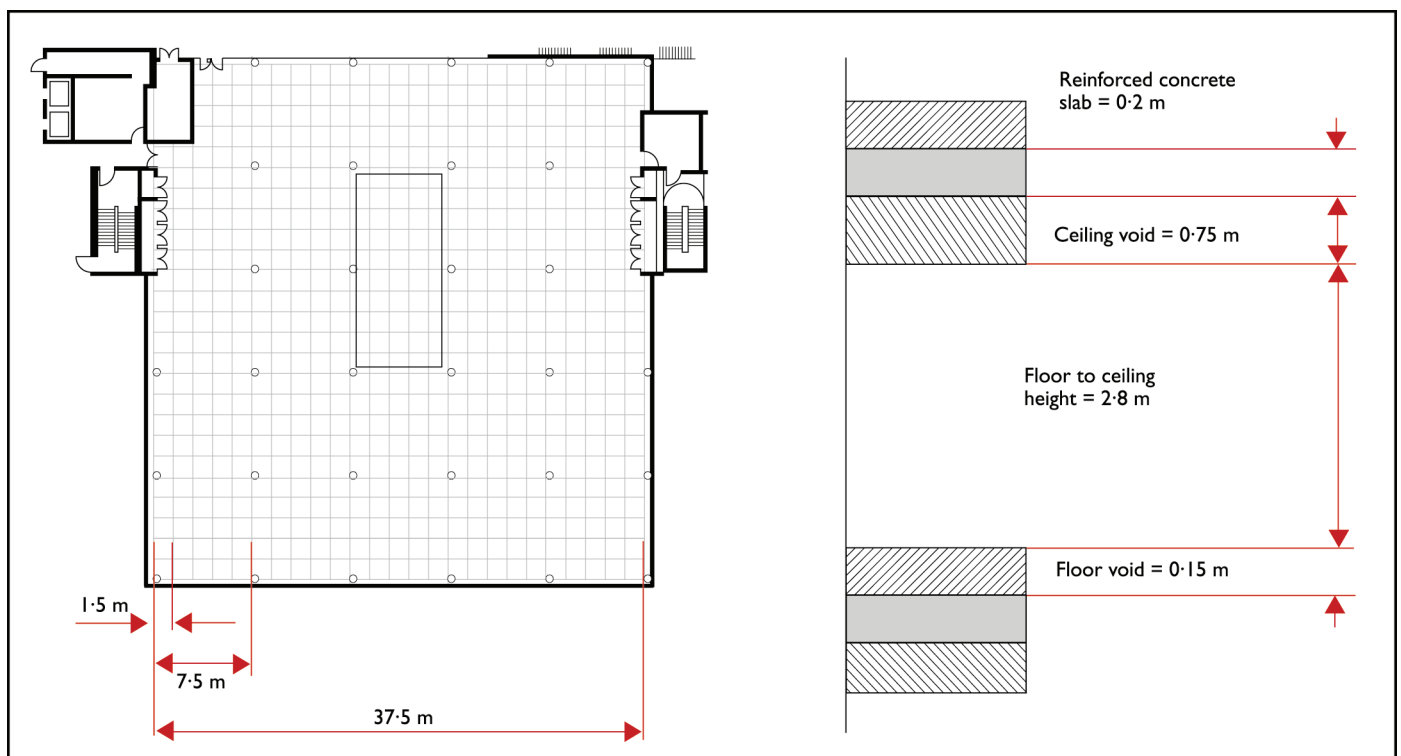 1·5 m
7·5 m
37·5 m
Reinforced concrete
slab = 0·2 m
Ceiling void = 0·75 m
Floor to ceiling
height = 2·8 m
Floor void = 0·15 m